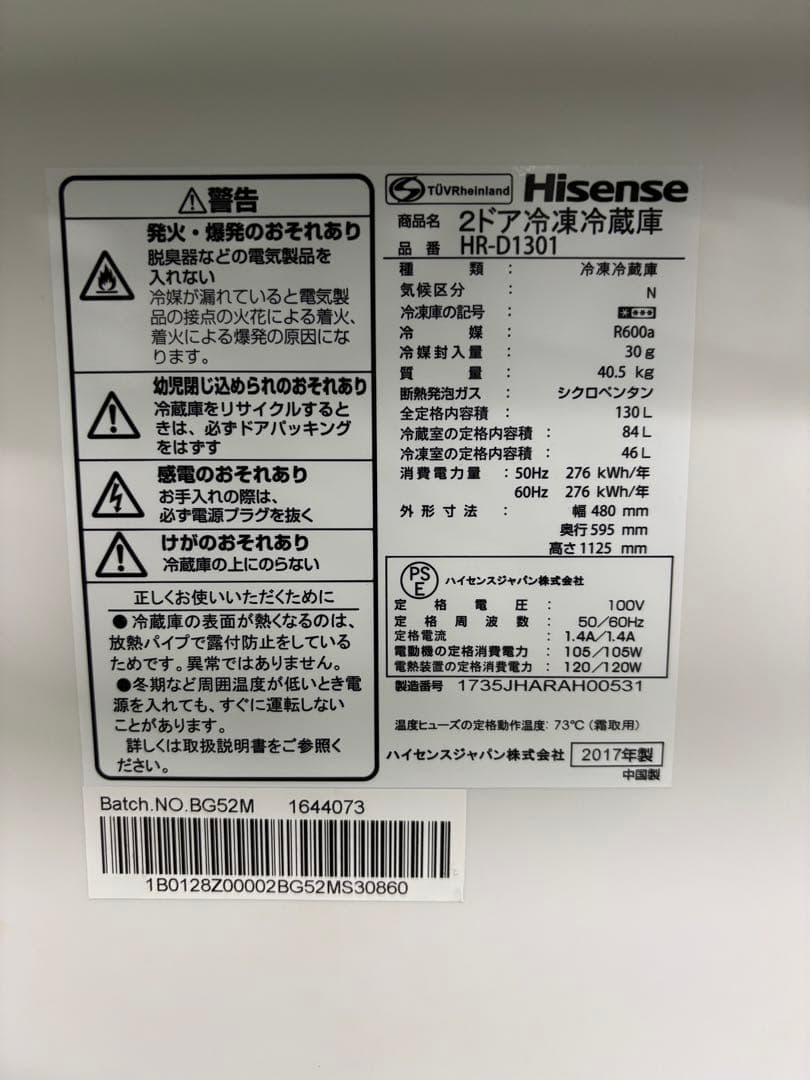 警告
発火・爆発のおそれあり
脱臭器などの電気製品を
入れない
冷媒が漏れていると電気製
品の接点の火花による着火、
着火による爆発の原因にな
ります。
幼児閉じ込められのおそれあり
冷蔵庫をリサイクルすると
きは、必ずドアパッキング
をはずす
感電のおそれあり
お手入れの際は、
必ず電源プラグを抜く
けがのおそれあり
冷蔵庫の上にのらない
正しくお使いいただくために
●冷蔵庫の表面が熱くなるのは、
放熱パイプで露付防止をしている
ためです。異常ではありません。
●冬期など周囲温度が低いとき電
源を入れても、すぐに運転しない
ことがあります。
詳しくは取扱説明書をご参照く
ださい。
TÜVRheinland Hisense
商品名 2ドア冷凍冷蔵庫
品番 HR-D1301
種類 : 冷凍冷蔵庫
気候区分 : N
冷凍庫の記号 : ****
冷媒 : R600a
冷媒封入量 : 30g
質量 : 40.5 kg
断熱発泡ガス : シクロペンタン
全定格内容積 : 130L
冷蔵室の定格内容積 : 84L
冷凍室の定格内容積 : 46L
消費電力量 : 50Hz 276 kWh/年
60Hz 276 kWh/年
外形寸法 : 幅 480 mm
奥行 595 mm
高さ 1125 mm
PSE ハイセンスジャパン株式会社
定格電圧 : 100V
定格周波数 : 50/60Hz
定格電流 : 1.4A/1.4A
電動機の定格消費電力 : 105/105W
電熱装置の定格消費電力 : 120/120W
製造番号 1735JHARAH00531
温度ヒューズの定格動作温度: 73℃（霜取用）
ハイセンスジャパン株式会社 2017年製
中国製
Batch.NO.BG52M 1644073
1B0128Z00002BG52MS30860